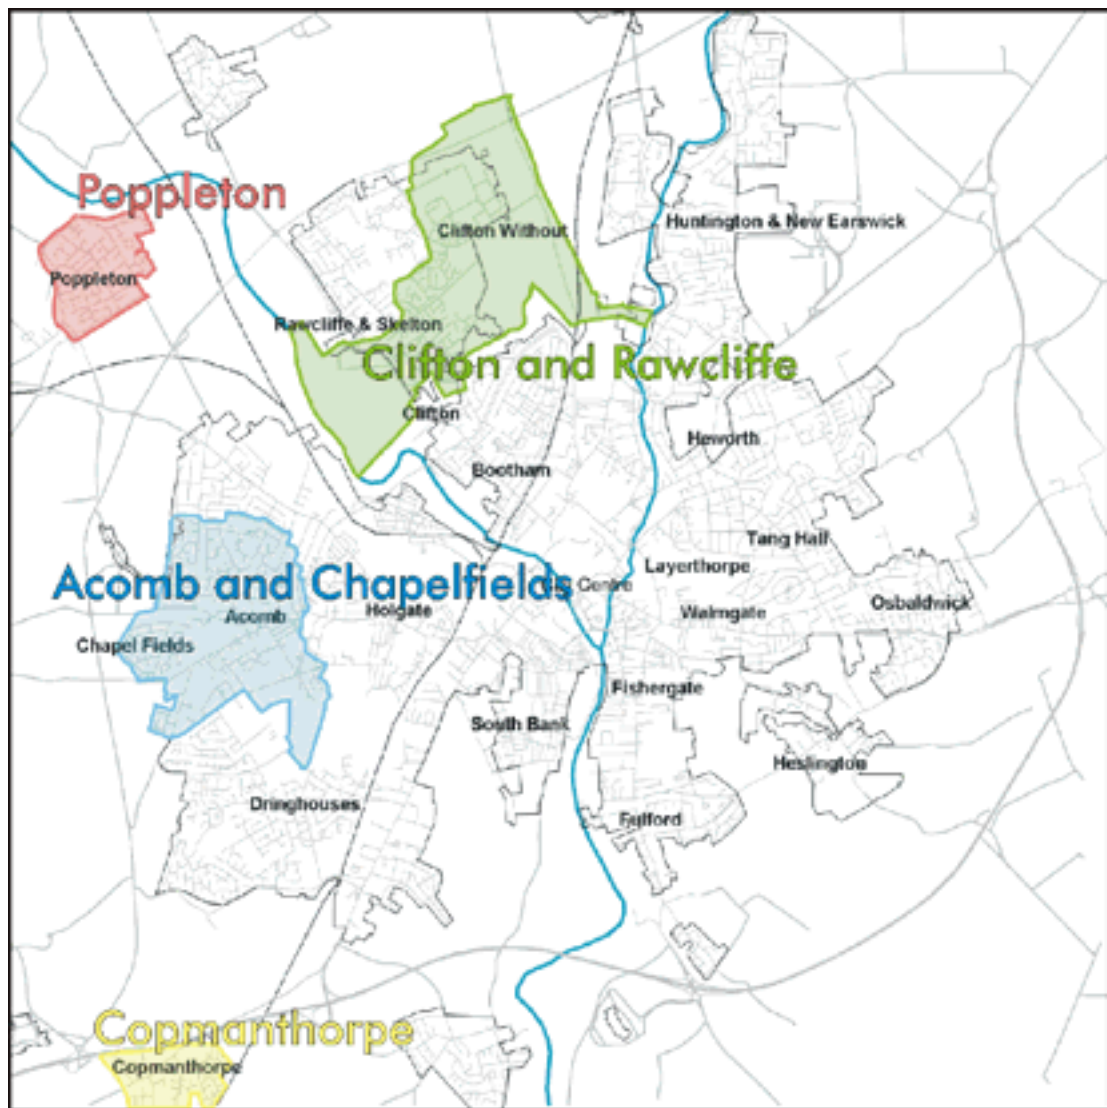 Poppleton
Huntington & New Earswick
Clifton Without
Poppleton
Rawcliffe & Skelton
Clifton and Rawcliffe
Clifton
Heworth
Bootham
Tang Hall
Layerthorpe
Acomb and Chapelfields
Centre
Osbaldwick
Holgate
Walmgate
Acomb
Chapel Fields
Fishergate
South Bank
Heslington
Dringhouses
Fulford
Copmanthorpe
Copmanthorpe